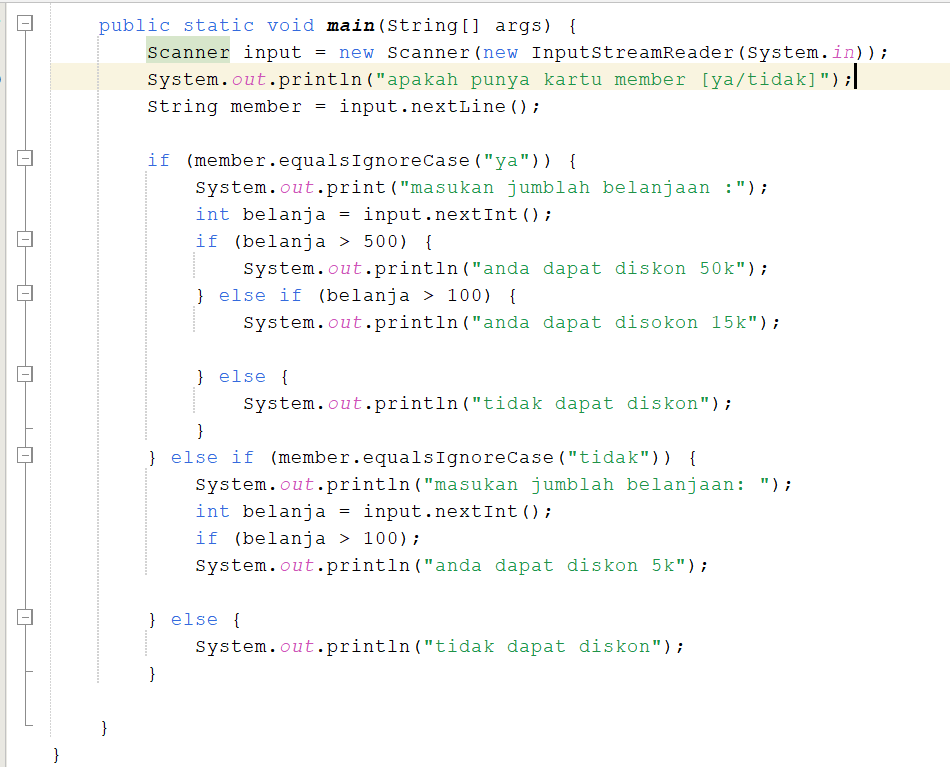 public static void main(String[] args) {
Scanner input = new Scanner(new InputStreamReader(System.in));
System.out.println("apakah punya kartu member [ya/tidak]");
String member = input.nextLine();
if (member.equalsIgnoreCase("ya")) {
System.out.print("masukan jumblah belanjaan :");
int belanja = input.nextInt();
if (belanja > 500) {
System.out.println("anda dapat diskon 50k");
} else if (belanja > 100) {
System.out.println("anda dapat disokon 15k");
} else {
System.out.println("tidak dapat diskon");
}
} else if (member.equalsIgnoreCase("tidak")) {
System.out.println("masukan jumblah belanjaan: ");
int belanja = input.nextInt();
if (belanja > 100);
System.out.println("anda dapat diskon 5k");
} else {
System.out.println("tidak dapat diskon");
}
}
}